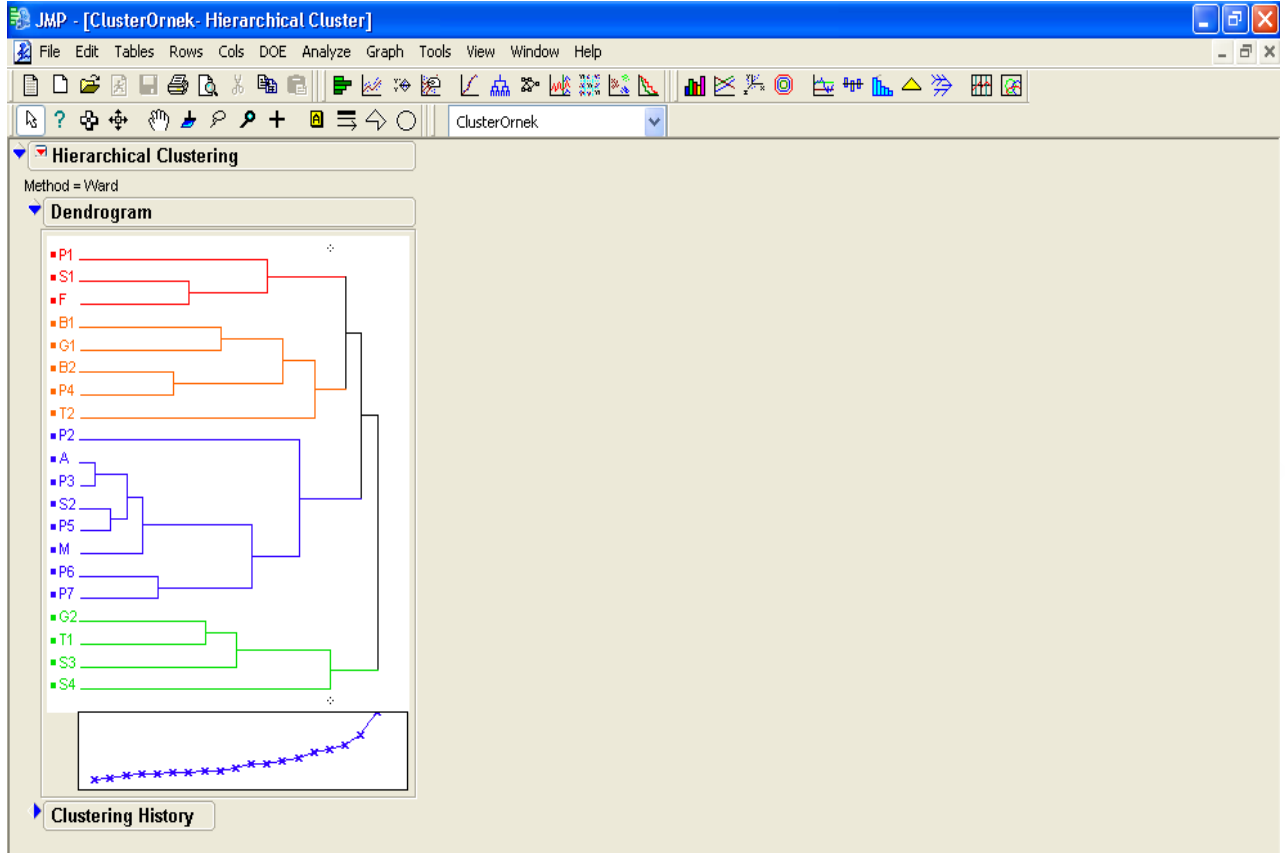 JMP - [ClusterOrnek- Hierarchical Cluster]
File Edit Tables Rows Cols DOE Analyze Graph Tools View Window Help
ClusterOrnek
Hierarchical Clustering
Method = Ward
Dendrogram
P1
S1
F
B1
G1
B2
P4
T2
P2
A
P3
S2
P5
M
P6
P7
G2
T1
S3
S4
Clustering History